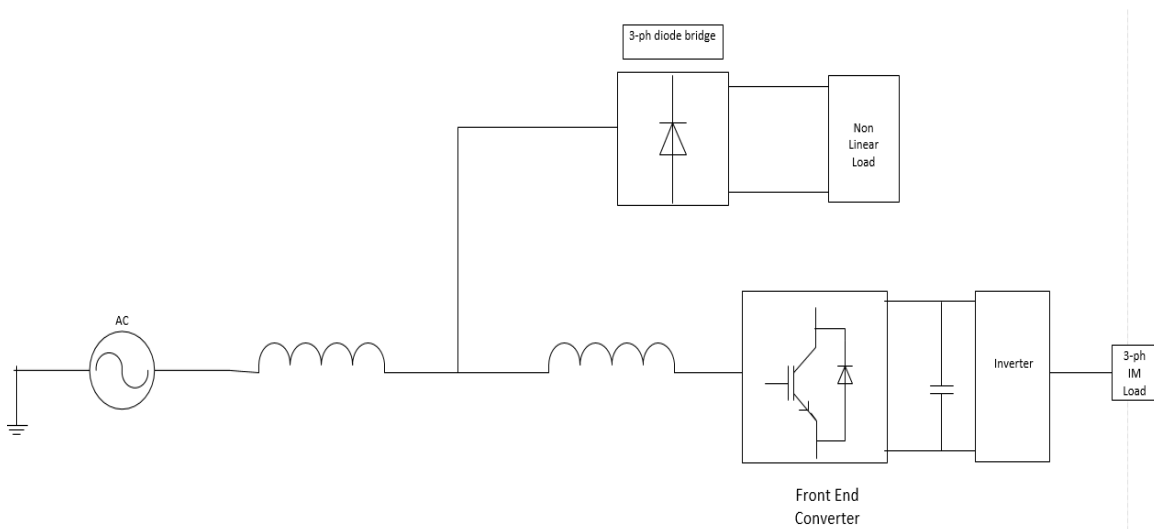 3-ph diode bridge
Non
Linear
Load
AC
Inverter
3-ph
IM
Load
Front End
Converter